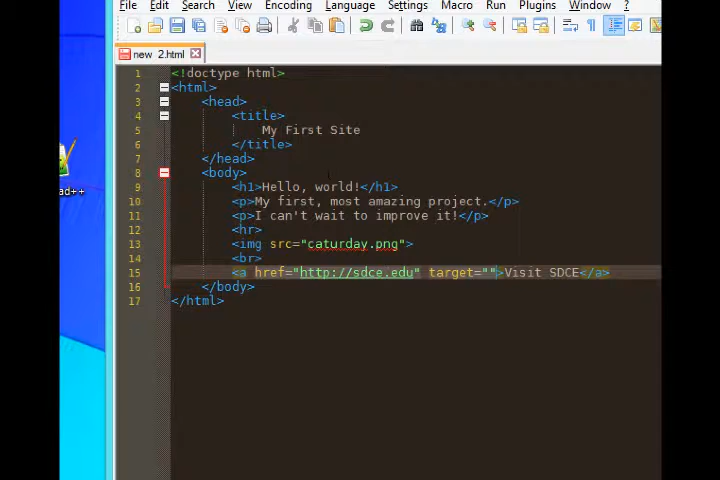 File Edit Search View Encoding Language Settings Macro Run Plugins Window ?
new 2.html
1 <!doctype html>
2 <html>
3 <head>
4 <title>
5 My First Site
6 </title>
7 </head>
8 <body>
9 <h1>Hello, world!</h1>
10 <p>My first, most amazing project.</p>
11 <p>I can't wait to improve it!</p>
12 <hr>
13 <img src="caturday.png">
14 <br>
15 <a href="http://sdce.edu" target="">Visit SDCE</a>
16 </body>
17 </html>
ad++